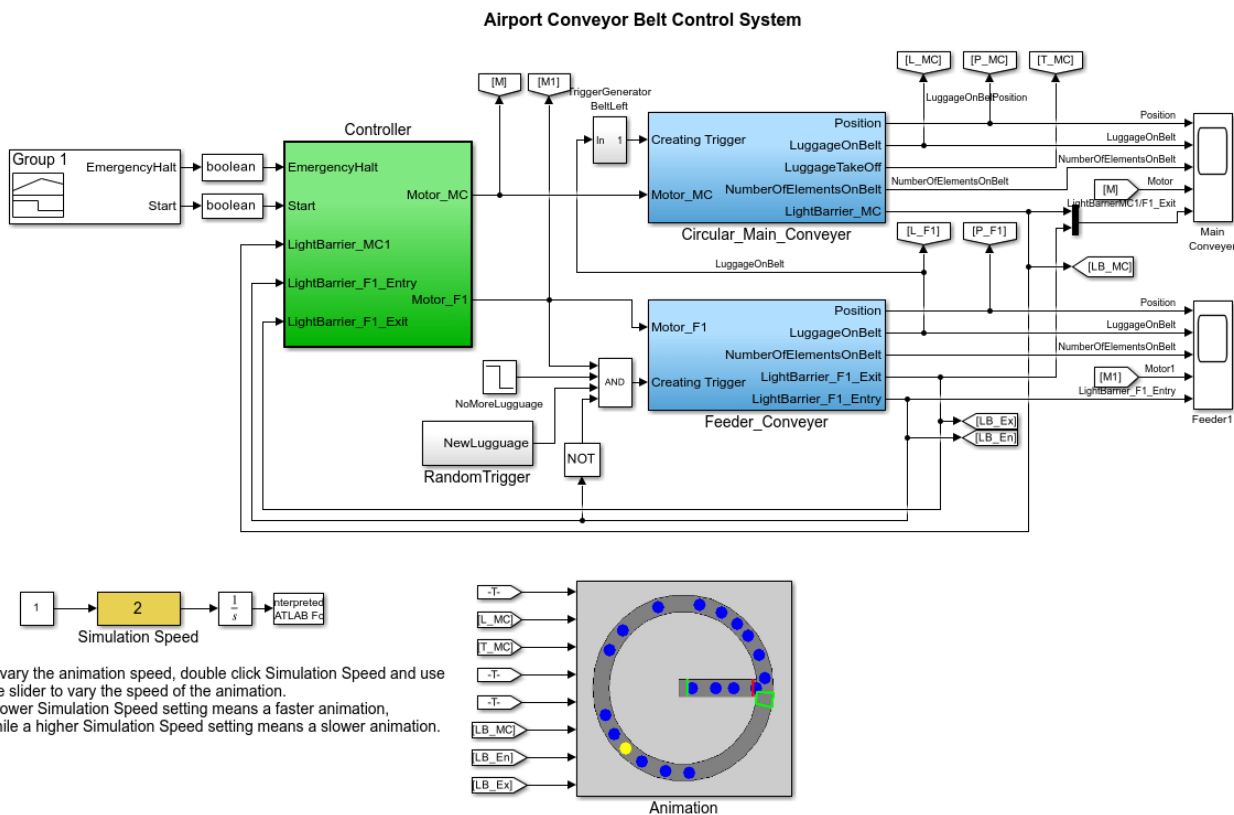 Airport Conveyor Belt Control System
[L_MC]
[P_MC]
[T_MC]
[M]
[M1]
TriggerGenerator
BeltLeft
LuggageOnBelt
Position
In 1
Controller
Group 1
EmergencyHalt
Start
boolean
boolean
EmergencyHalt
Start
LightBarrier_MC1
LightBarrier_F1_Entry
LightBarrier_F1_Exit
Motor_MC
Motor_F1
Creating Trigger
Motor_MC
Position
LuggageOnBelt
LuggageTakeOff
NumberOfElementsOnBelt
LightBarrier_MC
Circular_Main_Conveyer
NumberOfElementsOnBelt
Position
LuggageOnBelt
NumberOfElementsOnBelt
[M]
Motor
LightBarrierMC1/F1_Exit
Main
Conveyer
[L_F1]
[P_F1]
[LB_MC]
LuggageOnBelt
Motor_F1
Creating Trigger
Position
LuggageOnBelt
NumberOfElementsOnBelt
LightBarrier_F1_Exit
LightBarrier_F1_Entry
Feeder_Conveyer
Position
LuggageOnBelt
NumberOfElementsOnBelt
[M1]
Motor1
LightBarrier_F1_Entry
Feeder1
[LB_Ex]
[LB_En]
NoMoreLugguage
AND
NewLugguage
RandomTrigger
NOT
1
2
Simulation Speed
1
s
nterpreted
ATLAB Fc
vary the animation speed, double click Simulation Speed and use
e slider to vary the speed of the animation.
ower Simulation Speed setting means a faster animation,
hile a higher Simulation Speed setting means a slower animation.
-T-
[L_MC]
[T_MC]
-T-
-T-
[LB_MC]
[LB_En]
[LB_Ex]
Animation